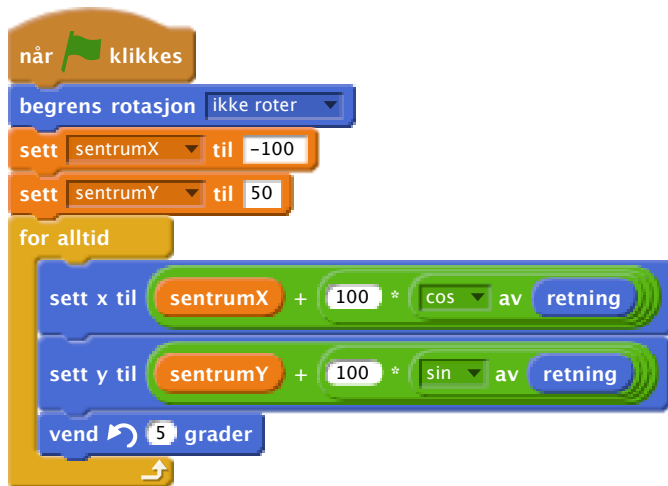 når klikkes
begrens rotasjon ikke roter
sett sentrumX til -100
sett sentrumY til 50
for alltid
sett x til sentrumX + 100 * cos av retning
sett y til sentrumY + 100 * sin av retning
vend 5 grader